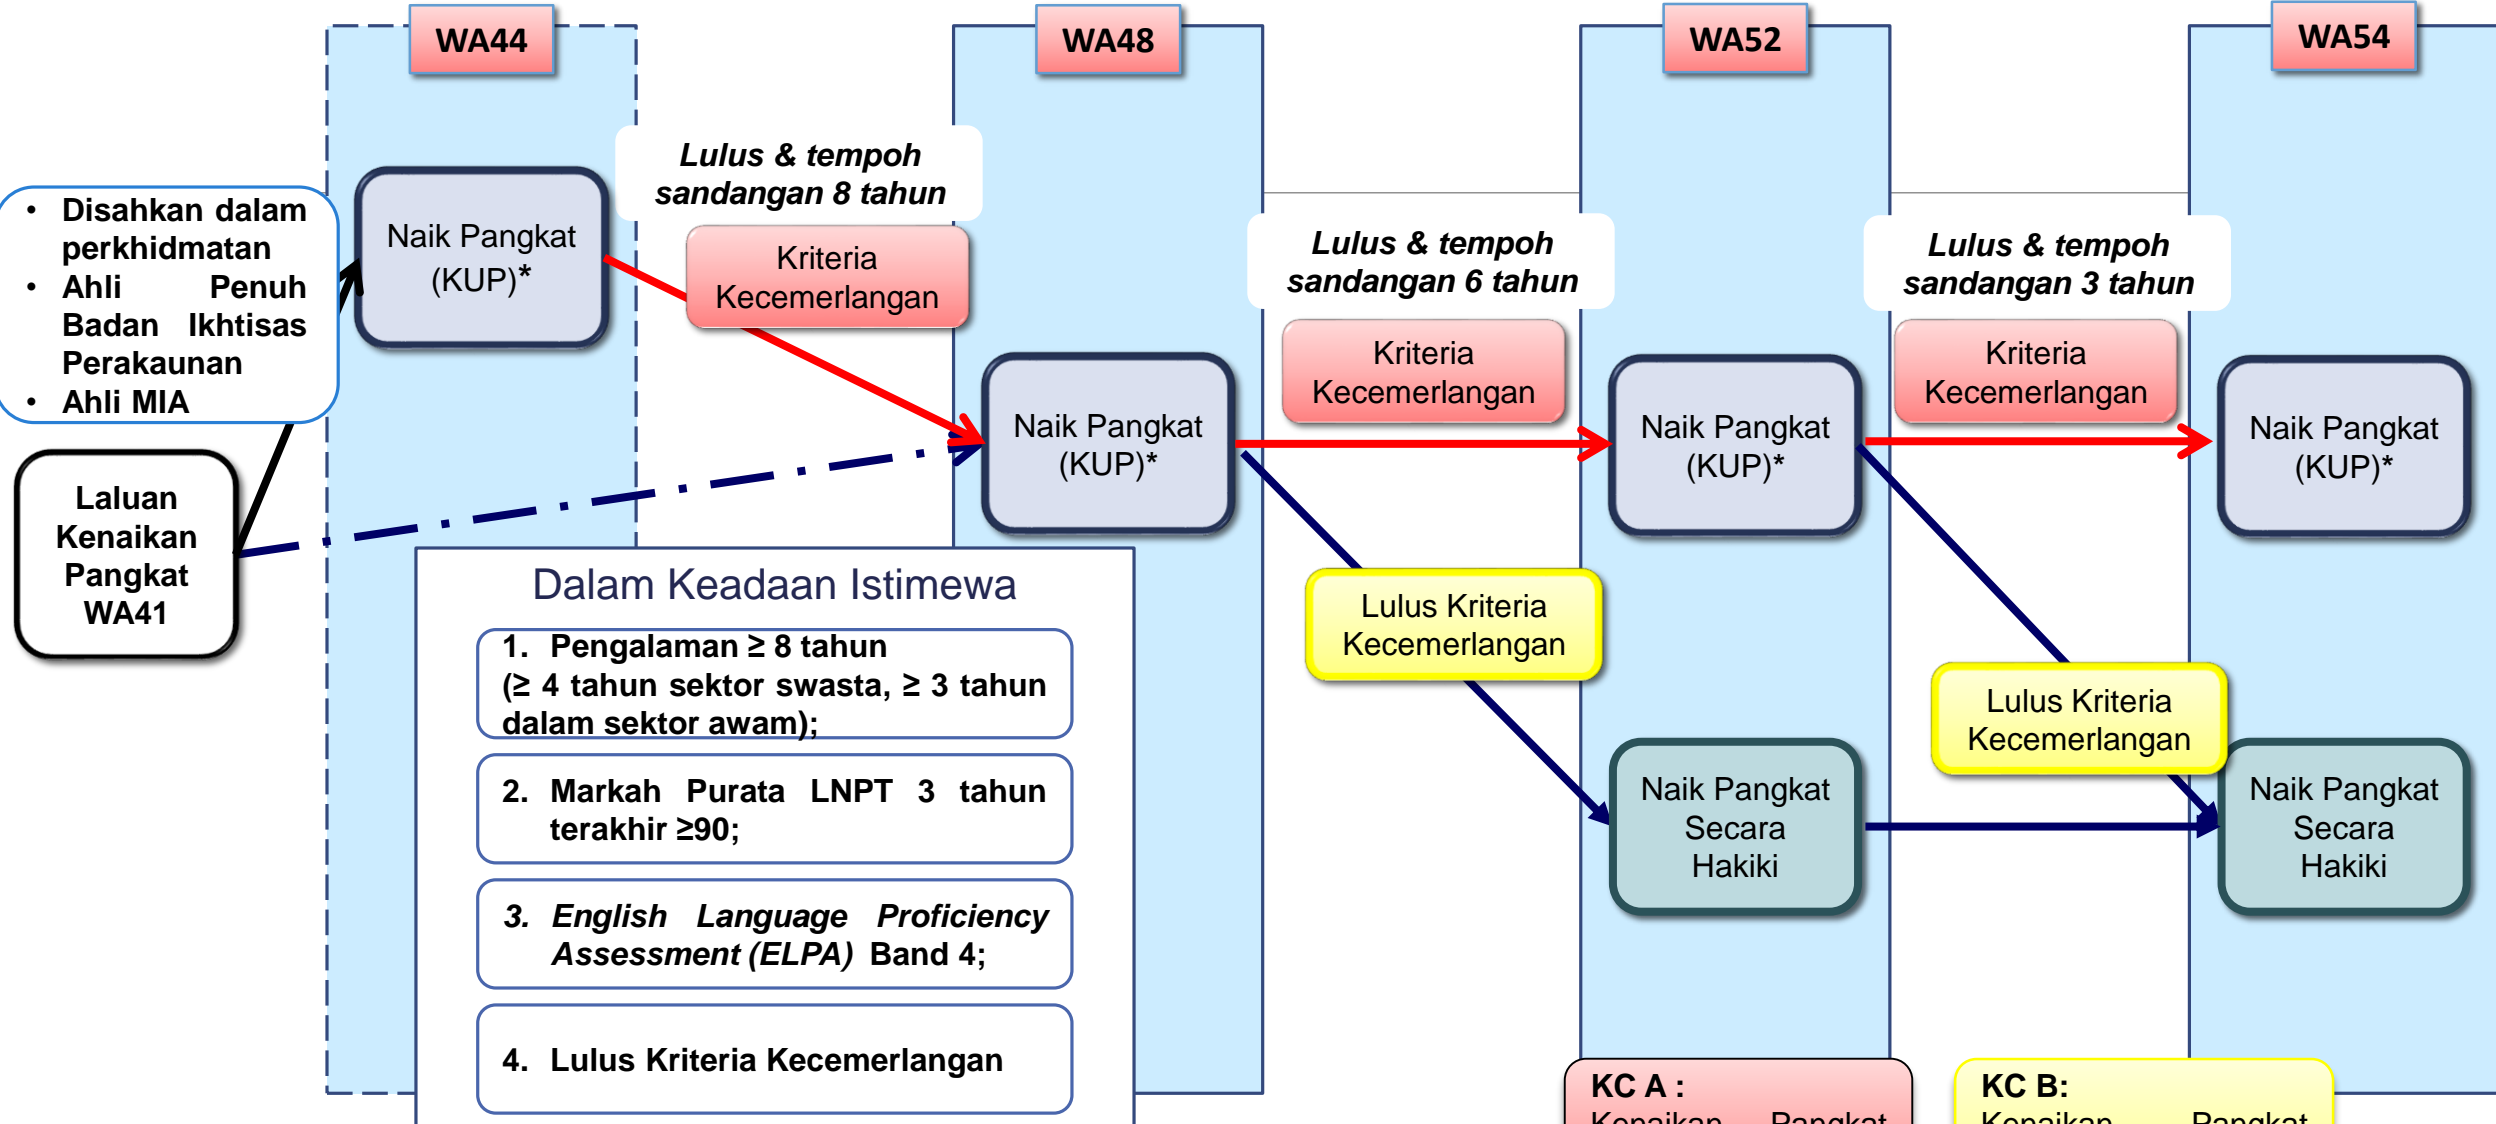 WA44
WA48
WA52
WA54
Lulus & tempoh
sandangan 8 tahun
• Disahkan dalam
perkhidmatan
• Ahli Penuh
Badan Ikhtisas
Perakaunan
• Ahli MIA
Naik Pangkat
(KUP)*
Kriteria
Kecemerlangan
Lulus & tempoh
sandangan 6 tahun
Lulus & tempoh
sandangan 3 tahun
Kriteria
Kecemerlangan
Kriteria
Kecemerlangan
Naik Pangkat
(KUP)*
Naik Pangkat
(KUP)*
Naik Pangkat
(KUP)*
Laluan
Kenaikan
Pangkat
WA41
Dalam Keadaan Istimewa
1. Pengalaman ≥ 8 tahun
(≥ 4 tahun sektor swasta, ≥ 3 tahun
dalam sektor awam);
2. Markah Purata LNPT 3 tahun
terakhir ≥90;
3. English Language Proficiency
Assessment (ELPA) Band 4;
4. Lulus Kriteria Kecemerlangan
Lulus Kriteria
Kecemerlangan
Lulus Kriteria
Kecemerlangan
Naik Pangkat
Secara
Hakiki
Naik Pangkat
Secara
Hakiki
KC A :
Kenaikan Pangkat
KC B:
Kenaikan Pangkat